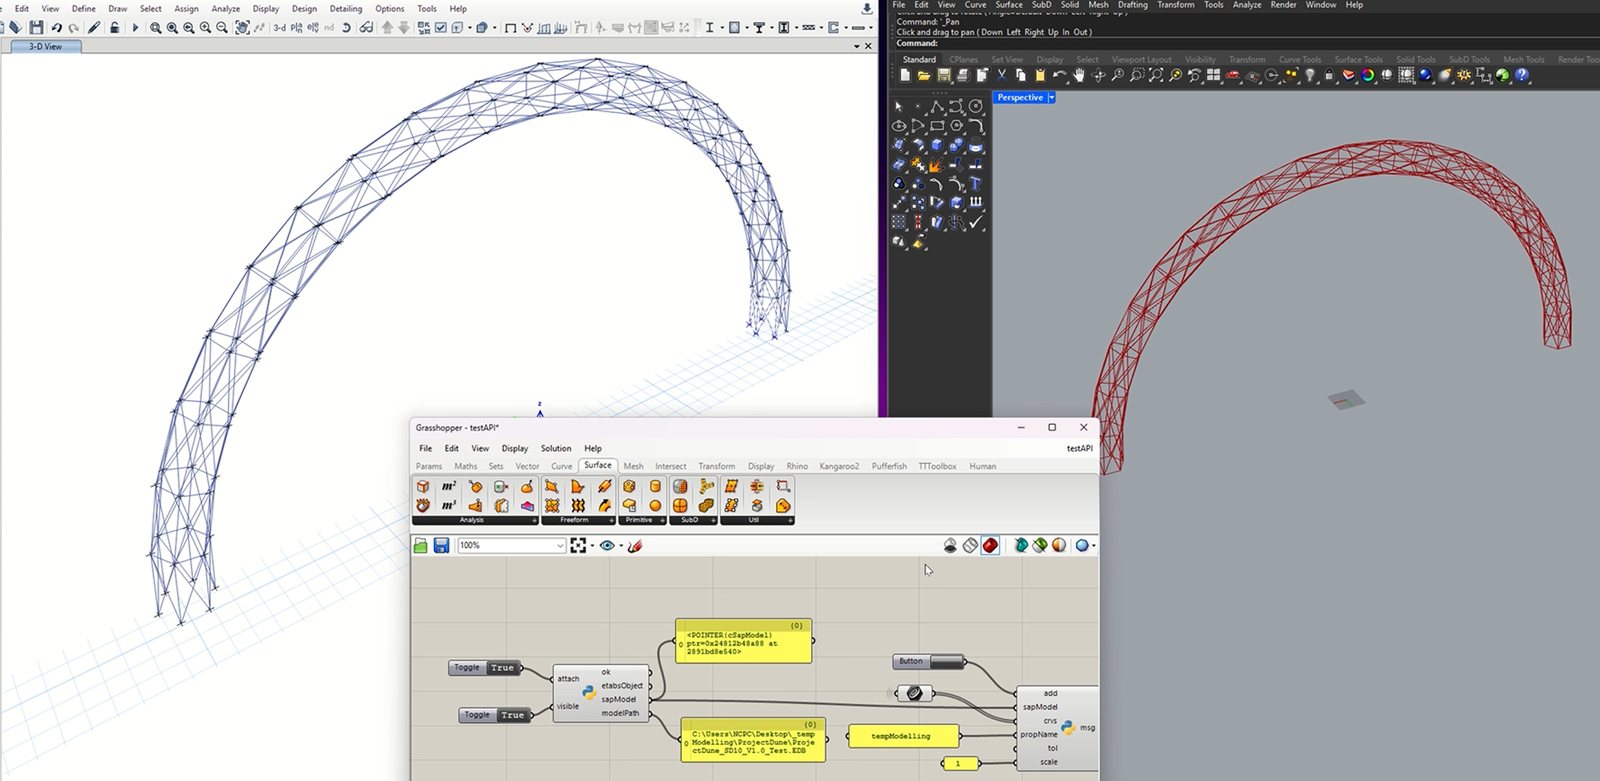 Edit View Define Draw Select Assign Analyze Display Design Detailing Options Tools Help
3-d
nd
3-D View
z
File Edit View Curve Surface SubD Solid Mesh Drafting Transform Tools Analyze Render Window Help
Command: '_Pan
Click and drag to pan ( Down Left Right Up In Out )
Command:
Standard CPlanes Set View Display Select Viewport Layout Visibility Transform Curve Tools Surface Tools Solid Tools SubD Tools Mesh Tools Render Too
Perspective
Grasshopper - testAPI*
File Edit View Display Solution Help testAPI
Params Maths Sets Vector Curve Surface Mesh Intersect Transform Display Rhino Kangaroo2 Pufferfish TTToolbox Human
m²
m³
Analysis Freeform Primitive SubD Util
100%
{0}
0 <POINTER(cSapModel)
ptr=0x24812b48a88 at
2891bd8e540>
Toggle True
Toggle True
attach
visible
ok
etabsObject
sapModel
modelPath
{0}
0 C:\Users\NCPC\Desktop\_temp
Modelling\ProjectDune\Proje
ctDune_SD10_V1.0_Test.EDB
Button
tempModelling
1
add
sapModel
crvs
propName
tol
scale
msg